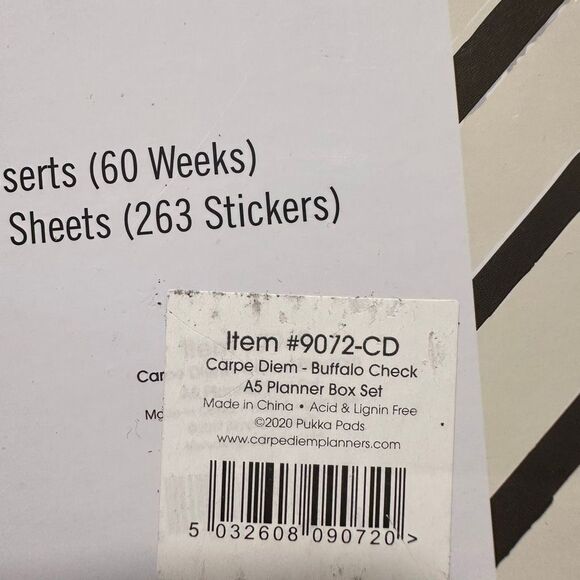 serts (60 Weeks)
Sheets (263 Stickers)
Item #9072-CD
Carpe Diem - Buffalo Check
A5 Planner Box Set
Made in China • Acid & Lignin Free
©2020 Pukka Pads
www.carpediemplanners.com
5 032608 090720 >